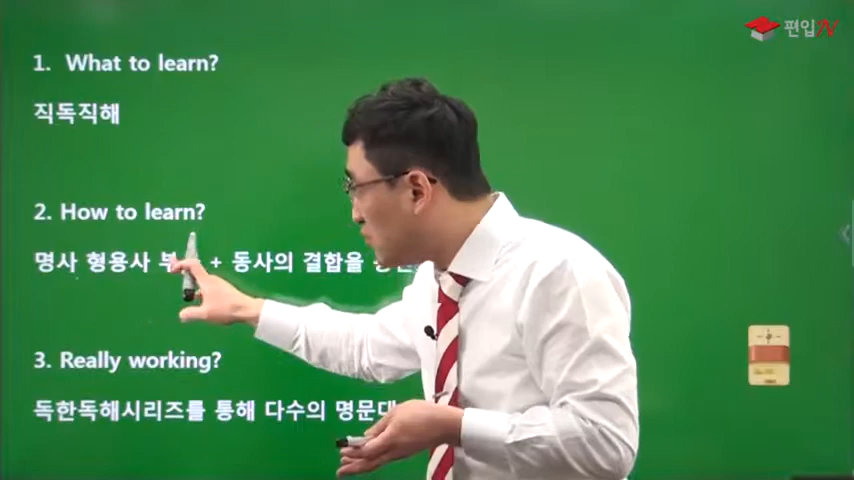 편입N
1. What to learn?
직독직해
2. How to learn?
명사 형용사 + 동사의 결합을
3. Really working?
독한독해시리즈를 통해 다수의 명문대